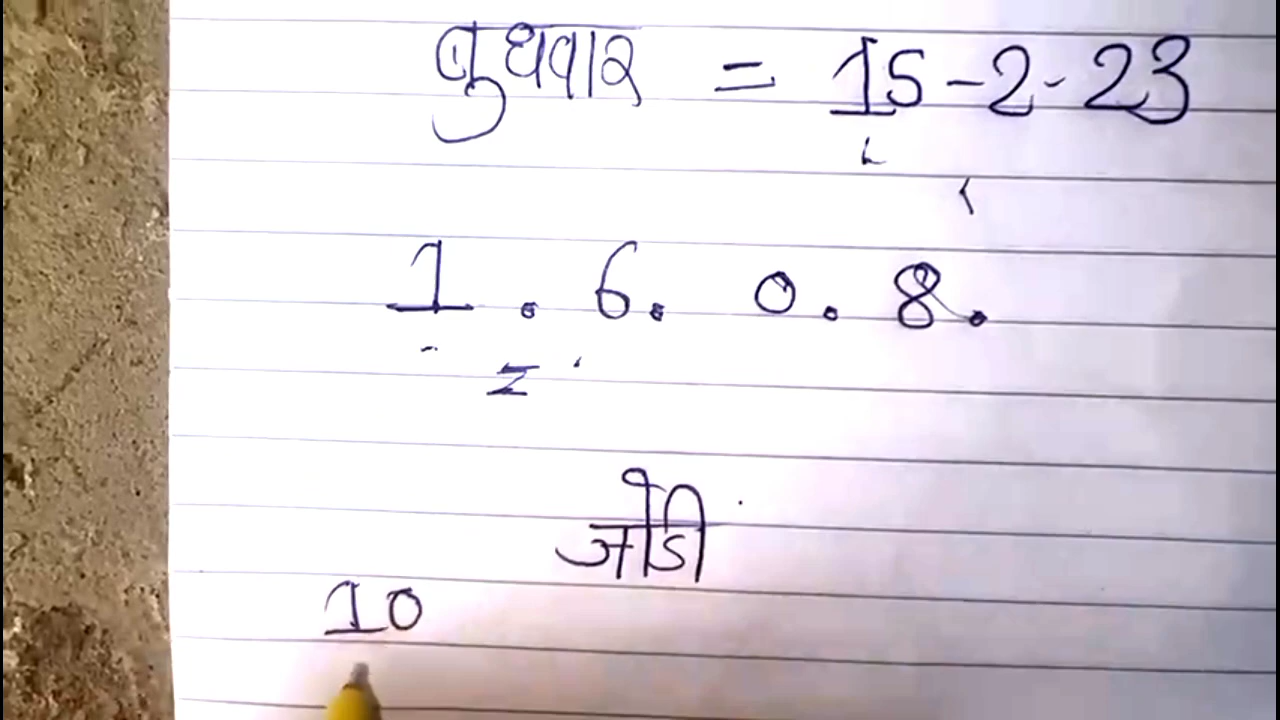 बुधवार = 15-2-23
1 . 6 . 0 . 8 .
जोडी
10